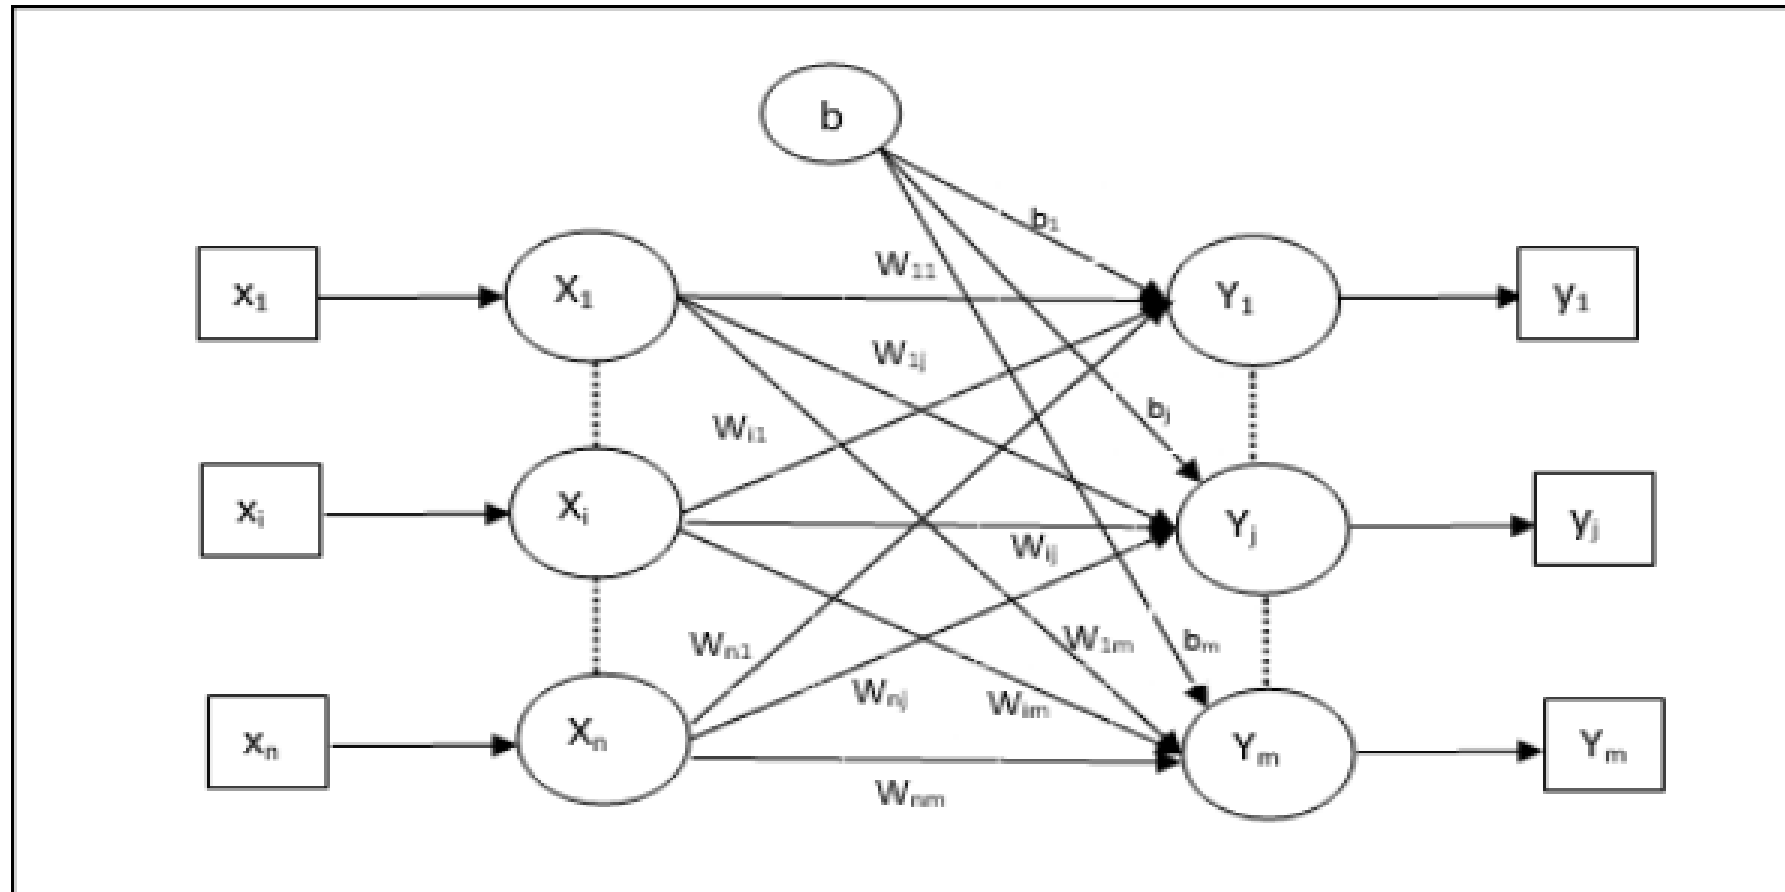 b
b₁
x₁ X₁ W₁₁ Y₁ y₁
W₁ⱼ
bⱼ
Wᵢ₁
xᵢ Xᵢ Wᵢⱼ Yⱼ yⱼ
Wₙ₁ W₁ₘ bₘ
Wₙⱼ Wᵢₘ
xₙ Xₙ Yₘ Yₘ
Wₙₘ